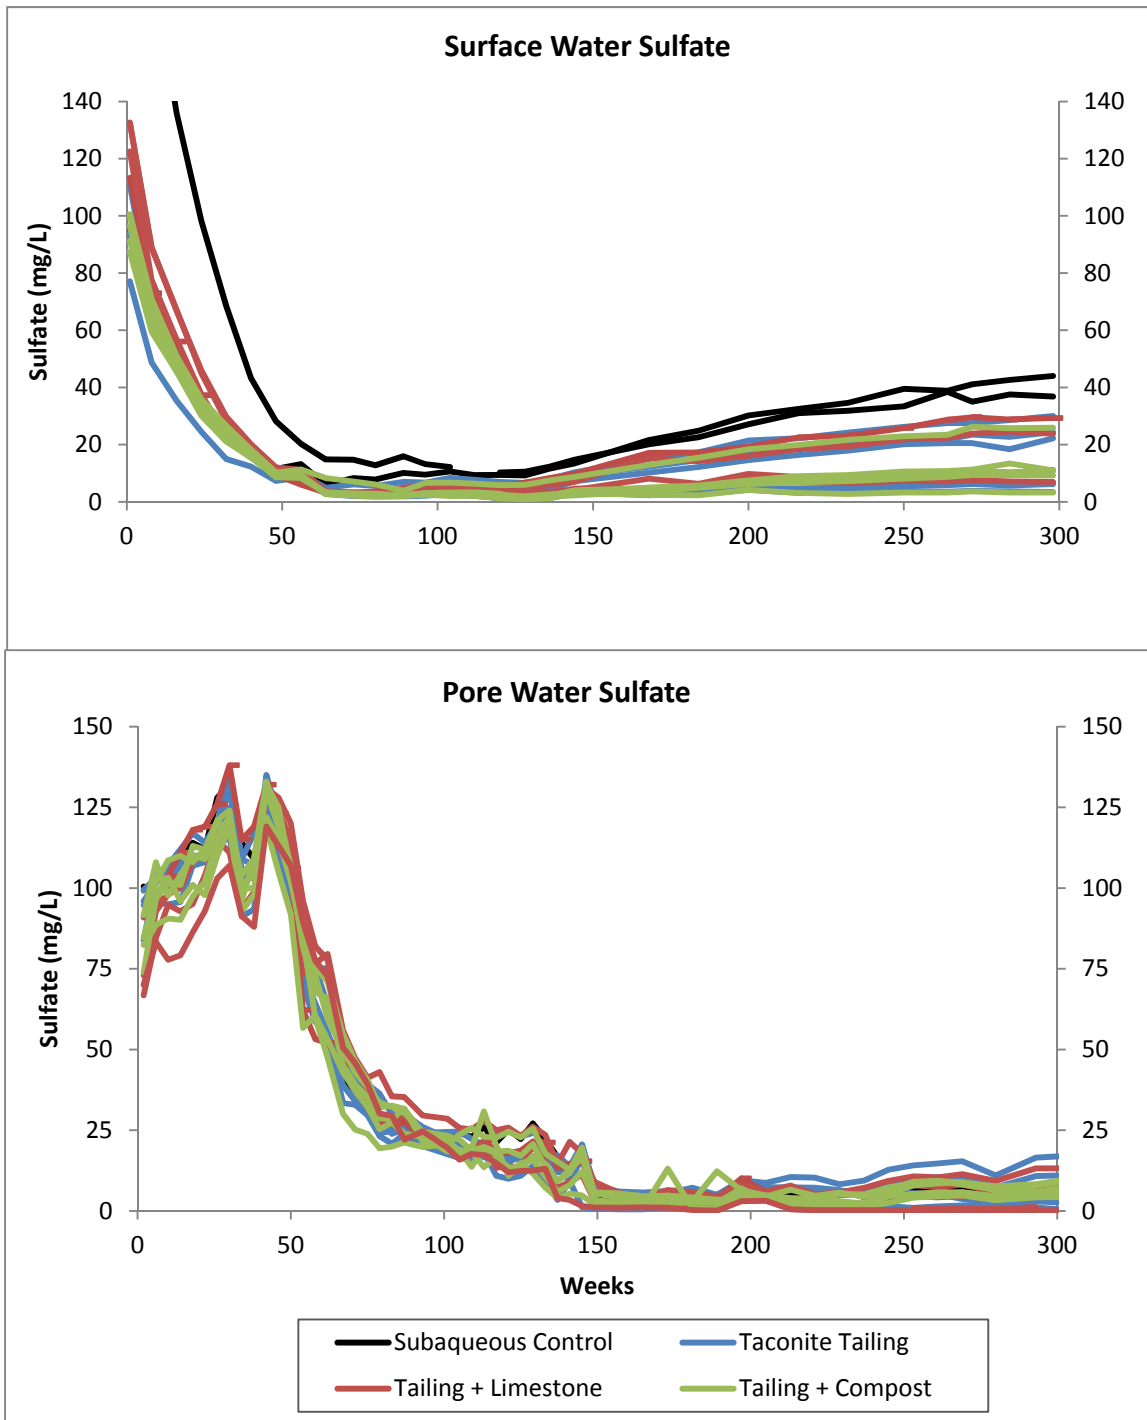 Surface Water Sulfate
140 140
120 120
100 100
80 80
60 60
40 40
20 20
0 0
Sulfate (mg/L)
0 50 100 150 200 250 300
Pore Water Sulfate
150 150
125 125
100 100
75 75
50 50
25 25
0 0
Sulfate (mg/L)
0 50 100 150 200 250 300
Weeks
Subaqueous Control Taconite Tailing
Tailing + Limestone Tailing + Compost